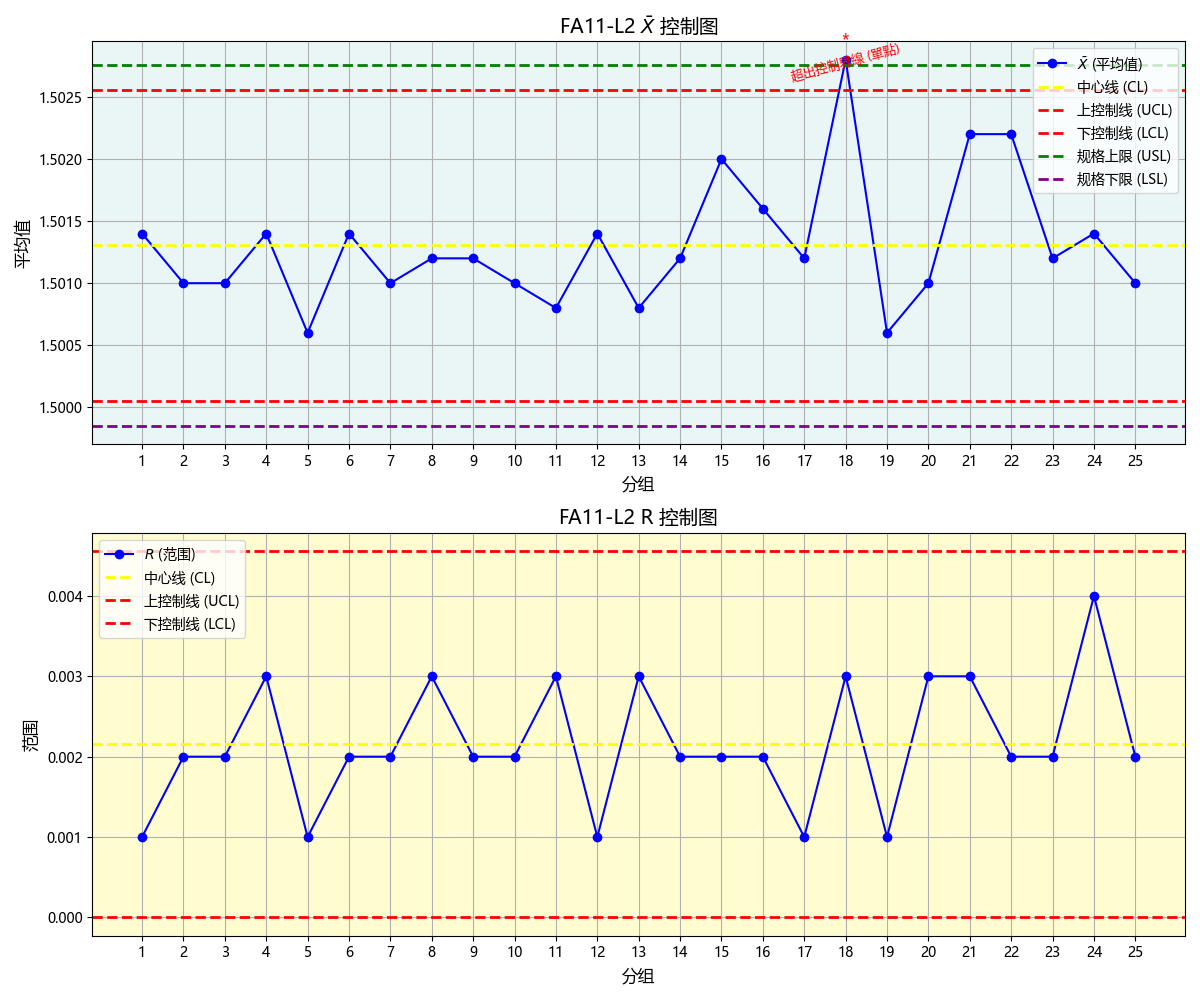 FA11-L2 X̄ 控制图
*
超出控制界線 (單點)
X̄ (平均值)
中心线 (CL)
上控制线 (UCL)
下控制线 (LCL)
规格上限 (USL)
规格下限 (LSL)
平均值
1.5025
1.5020
1.5015
1.5010
1.5005
1.5000
1 2 3 4 5 6 7 8 9 10 11 12 13 14 15 16 17 18 19 20 21 22 23 24 25
分组
FA11-L2 R 控制图
R (范围)
中心线 (CL)
上控制线 (UCL)
下控制线 (LCL)
范围
0.004
0.003
0.002
0.001
0.000
1 2 3 4 5 6 7 8 9 10 11 12 13 14 15 16 17 18 19 20 21 22 23 24 25
分组